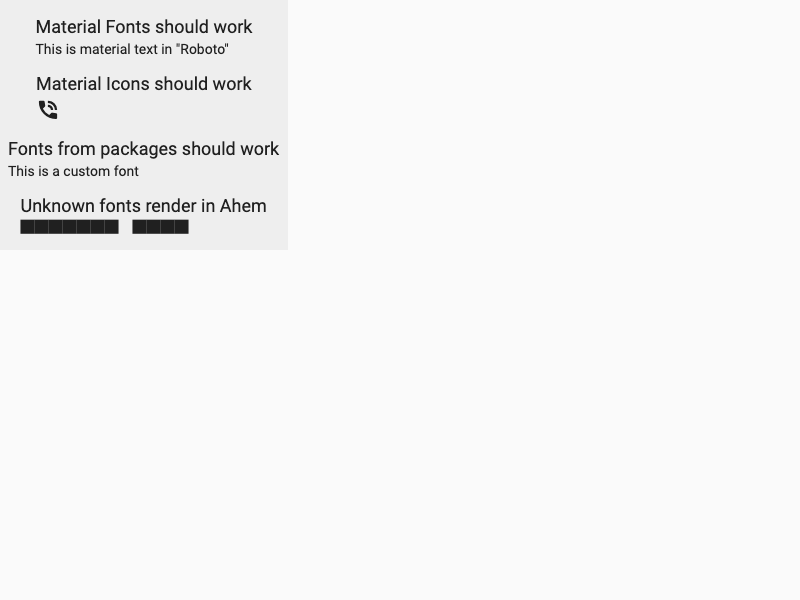 Material Fonts should work
This is material text in "Roboto"
Material Icons should work
Fonts from packages should work
This is a custom font
Unknown fonts render in Ahem